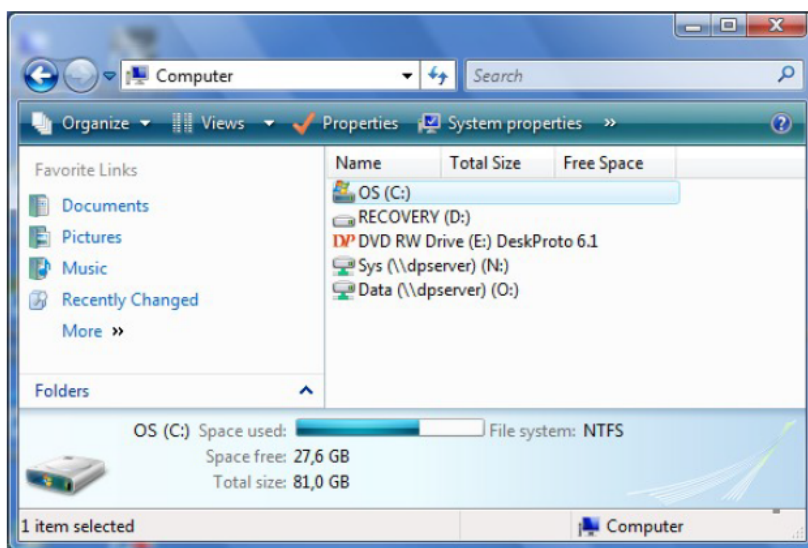 Computer
Search
Organize Views Properties System properties »
Favorite Links
Documents
Pictures
Music
Recently Changed
More »
Folders
Name Total Size Free Space
OS (C:)
RECOVERY (D:)
DVD RW Drive (E:) DeskProto 6.1
Sys (\\dpserver) (N:)
Data (\\dpserver) (O:)
OS (C:) Space used: File system: NTFS
Space free: 27,6 GB
Total size: 81,0 GB
1 item selected Computer